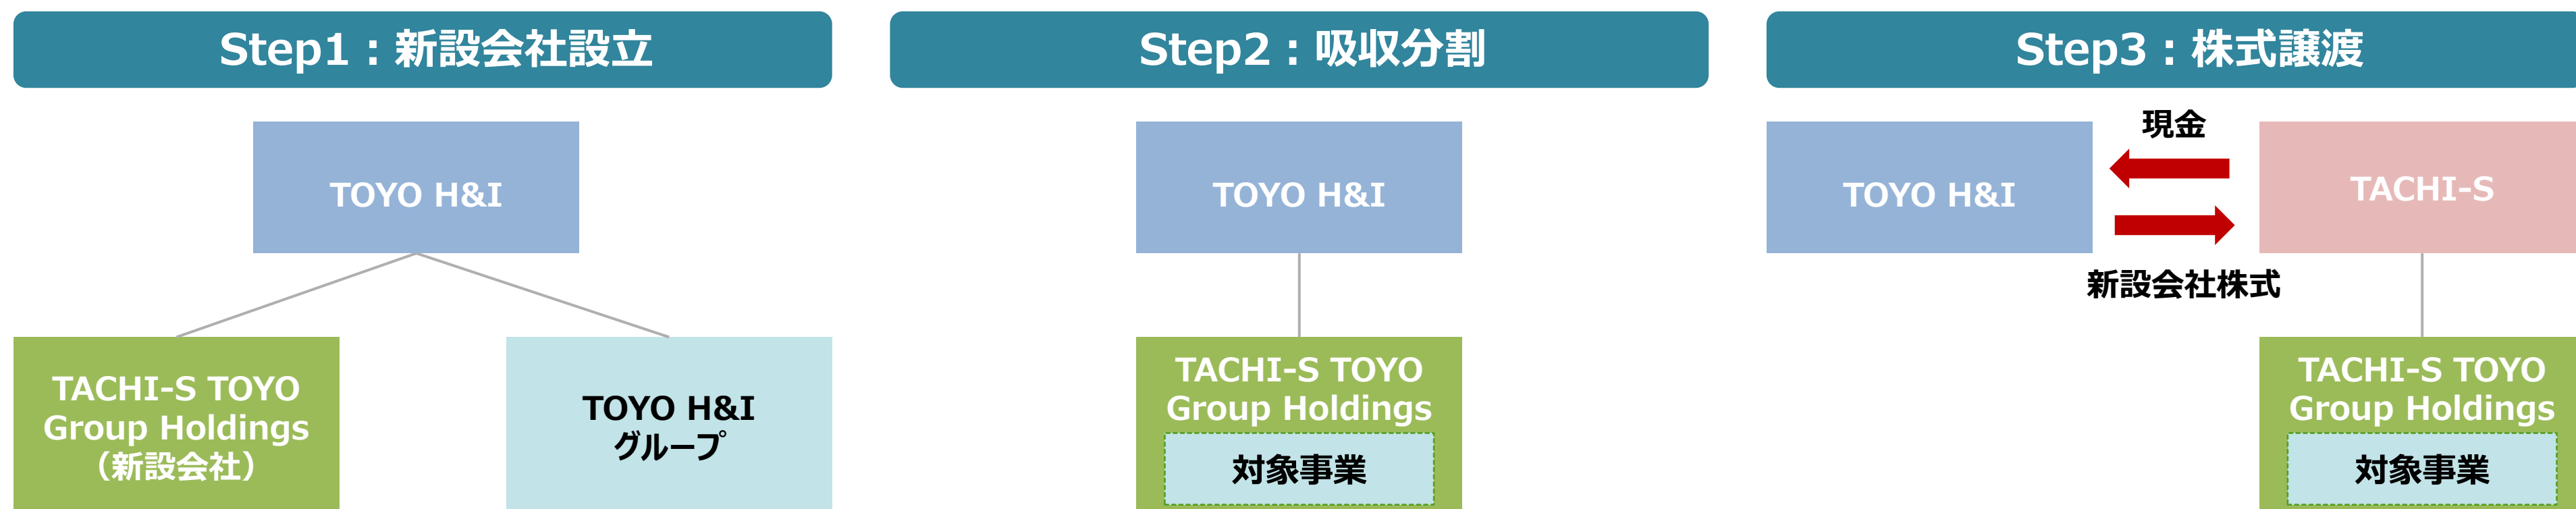 Step1：新設会社設立
TOYO H&I
TACHI-S TOYO
Group Holdings
（新設会社）
TOYO H&I
グループ
Step2：吸収分割
TOYO H&I
TACHI-S TOYO
Group Holdings
対象事業
Step3：株式譲渡
TOYO H&I
現金
新設会社株式
TACHI-S
TACHI-S TOYO
Group Holdings
対象事業